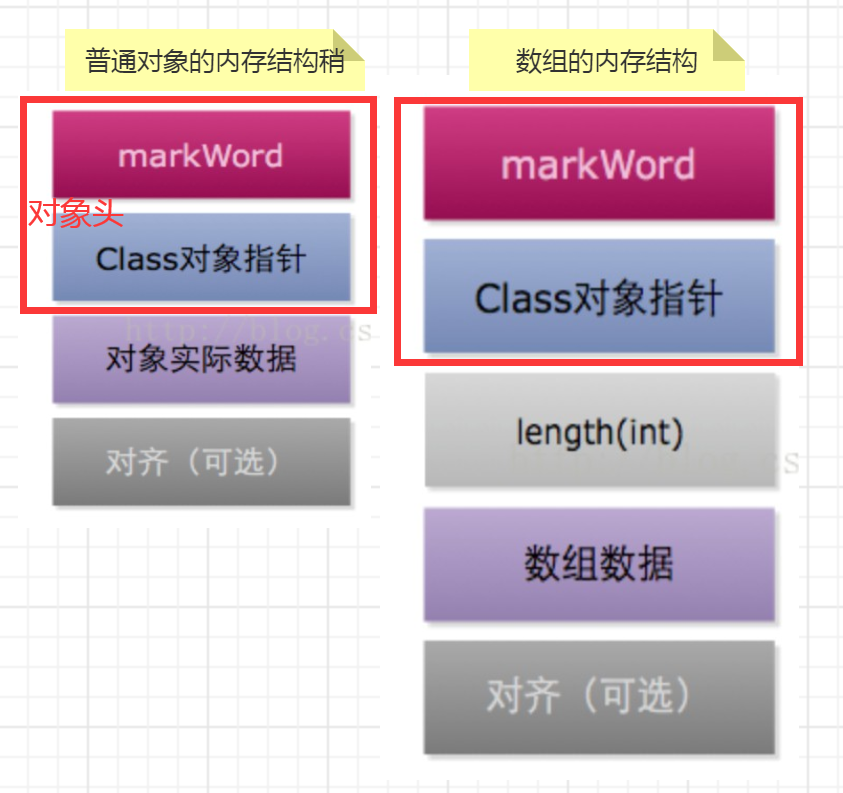 普通对象的内存结构稍
markWord
对象头
Class对象指针
http://blog.cs
对象实际数据
对齐（可选）
数组的内存结构
markWord
Class对象指针
length(int)
数组数据
对齐（可选）